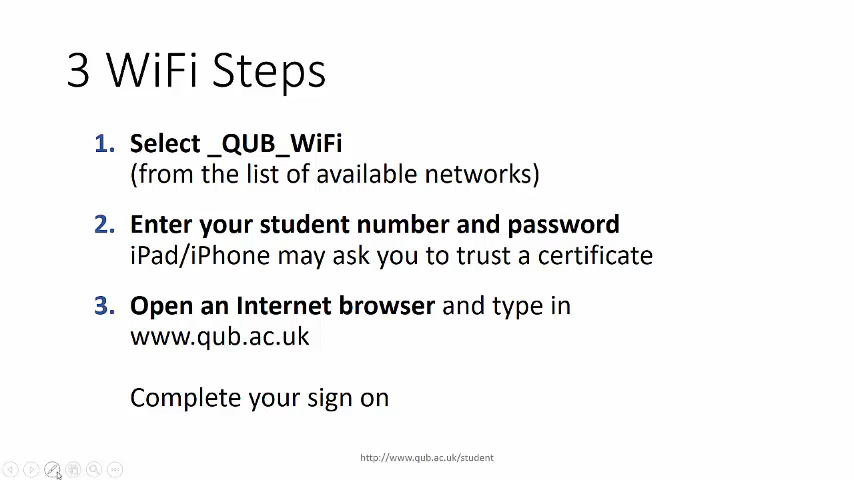 3 WiFi Steps
1. Select _QUB_WiFi
(from the list of available networks)
2. Enter your student number and password
iPad/iPhone may ask you to trust a certificate
3. Open an Internet browser and type in
www.qub.ac.uk
Complete your sign on
http://www.qub.ac.uk/student